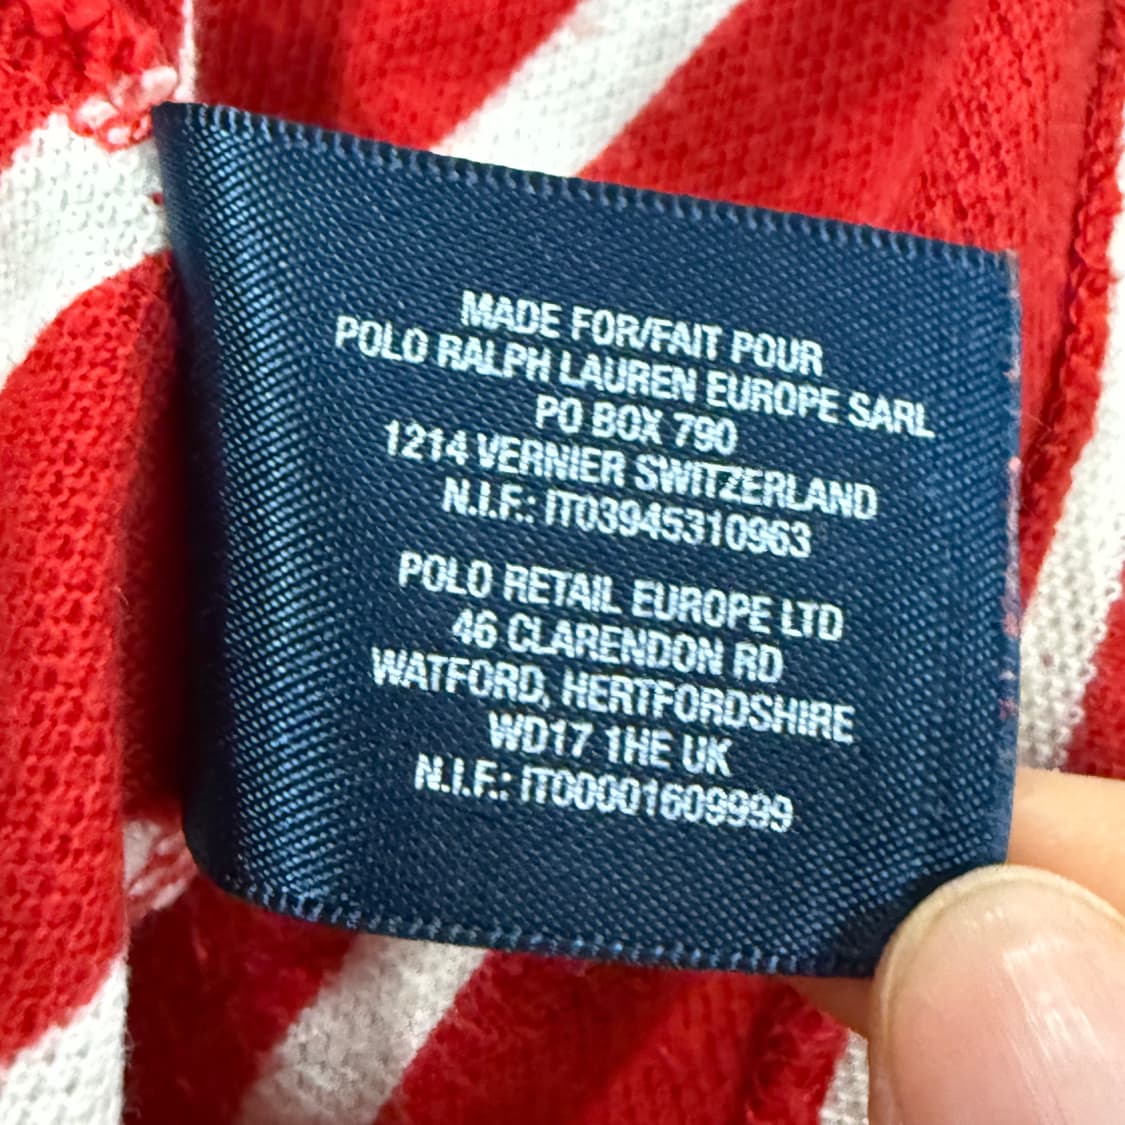 MADE FOR/FAIT POUR
POLO RALPH LAUREN EUROPE SARL
PO BOX 790
1214 VERNIER SWITZERLAND
N.I.F.: IT03945310963
POLO RETAIL EUROPE LTD
46 CLARENDON RD
WATFORD, HERTFORDSHIRE
WD17 1HE UK
N.I.F.: IT00001609999